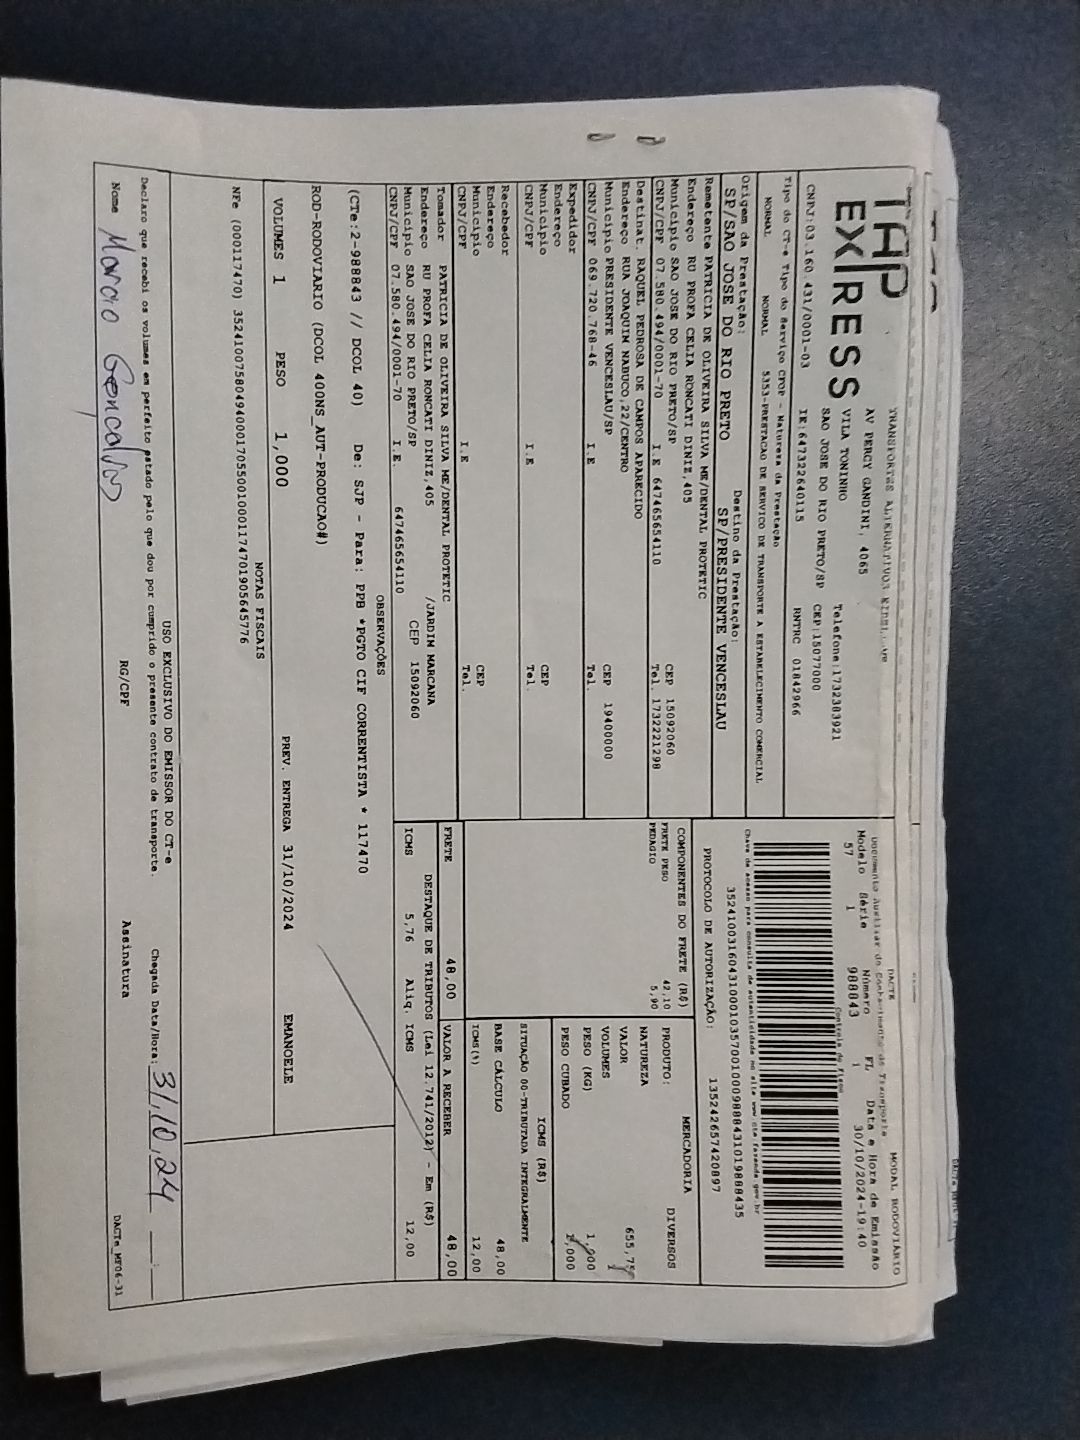 TAP
EXPRESS
AV PERCY GANDINI, 4065
VILA TONINHO Telefone:1732383921
SAO JOSE DO RIO PRETO/SP CEP:15077000
CNPJ:03.160.431/0001-03 IE:647322640115 RNTRC 01842966
DACTE MODAL RODOVIÁRIO
Documento Auxiliar do Conhecimento de Transporte
Modelo Série Número FL Data e Hora de Emissão
57 1 988843 1 30/10/2024-19:40
Controle do Fisco
Tipo do CT-e Tipo do Serviço CFOP - Natureza da Prestação
NORMAL NORMAL 5353-PRESTACAO DE SERVICO DE TRANSPORTE A ESTABELECIMENTO COMERCIAL
Chave de acesso para consulta de autenticidade no site www.cte.fazenda.gov.br
PROTOCOLO DE AUTORIZAÇÃO: 135242657420897
Origem da Prestação: Destino da Prestação:
SP/SAO JOSE DO RIO PRETO SP/PRESIDENTE VENCESLAU
Remetente PATRICIA DE OLIVEIRA SILVA ME/DENTAL PROTETIC
Endereço RU PROFA CELIA RONCATI DINIZ,405
Município SAO JOSE DO RIO PRETO/SP CEP 15092060
CNPJ/CPF 07.580.494/0001-70 I.E 647465654110 Tel. 1732221298
Destinat. RAQUEL PEDROSA DE CAMPOS APARECIDO
Endereço RUA JOAQUIM NABUCO,22/CENTRO
Município PRESIDENTE VENCESLAU/SP CEP 19400000
CNPJ/CPF 069.720.768-46 I.E Tel.
Expedidor
Endereço
Município CEP
CNPJ/CPF I.E Tel.
Recebedor
Endereço
Município CEP
CNPJ/CPF I.E Tel.
Tomador PATRICIA DE OLIVEIRA SILVA ME/DENTAL PROTETIC
Endereço RU PROFA CELIA RONCATI DINIZ,405 /JARDIM MARCANA
Município SAO JOSE DO RIO PRETO/SP CEP 15092060
CNPJ/CPF 07.580.494/0001-70 I.E. 647465654110
COMPONENTES DO FRETE (R$)
FRETE PESO 42,10
PEDAGIO 5,90
MERCADORIA
PRODUTO: DIVERSOS
NATUREZA
VALOR 655,75
VOLUMES 1
PESO (KG) 1,000
PESO CUBADO 1,000
ICMS (R$)
SITUAÇÃO 00-TRIBUTADA INTEGRALMENTE
BASE CÁLCULO 48,00
ICMS(%) 12,00
FRETE 48,00 VALOR A RECEBER 48,00
DESTAQUE DE TRIBUTOS (Lei 12.741/2012) - Em (R$)
ICMS 5,76 Aliq. ICMS 12,00
OBSERVAÇÕES
(CTe:2-988843 // DCOL 40) De: SJP - Para: PPB *PGTO CIF CORRENTISTA * 117470
ROD-RODOVIARIO (DCOL 400NS_AUT-PRODUCAO#)
VOLUMES 1 PESO 1,000 PREV. ENTREGA 31/10/2024 EMANOELE
NOTAS FISCAIS
NFe (000117470) 35241007580494000170550010001174701905645776
USO EXCLUSIVO DO EMISSOR DO CT-e
Declaro que recebi os volumes em perfeito estado pelo que dou por cumprido o presente contrato de transporte. Chegada Data/Hora: 31,10,24
Nome Marcio Gonçalves RG/CPF Assinatura
DACTe_MF06-31